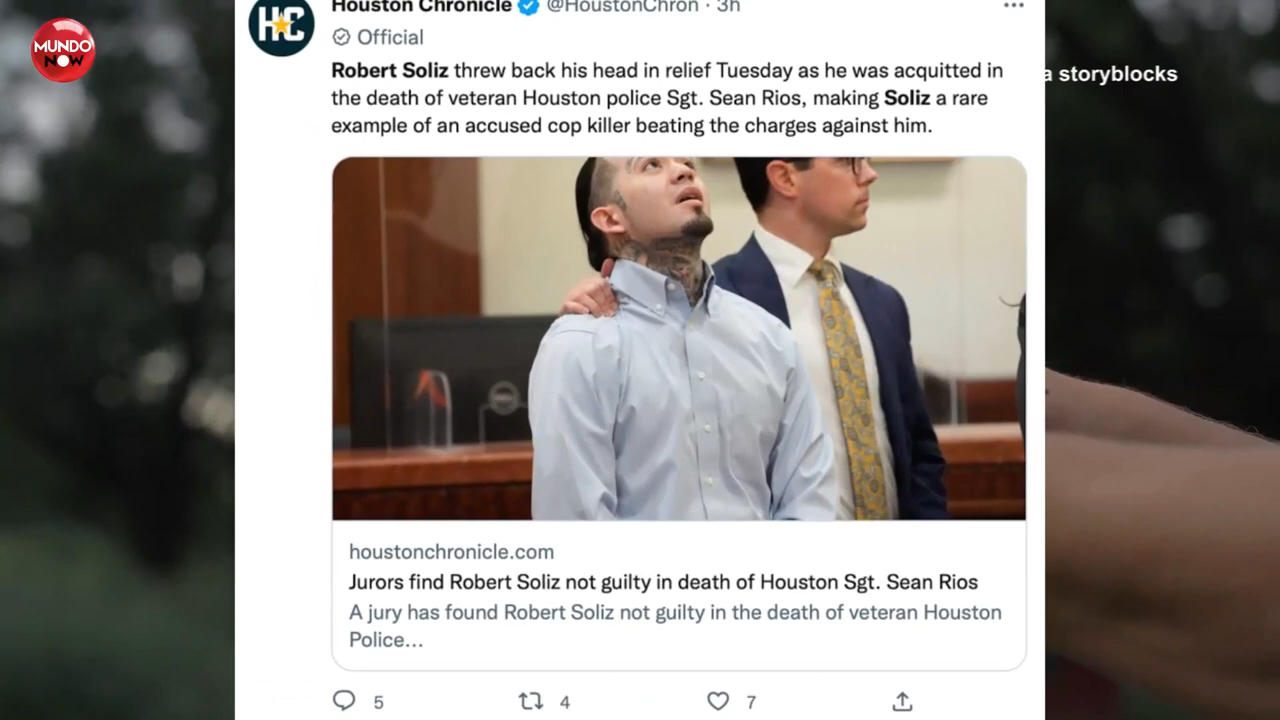 Houston Chronicle @HoustonChron · 3h
MUNDO
NOW
HC
Official
a storyblocks
Robert Soliz threw back his head in relief Tuesday as he was acquitted in
the death of veteran Houston police Sgt. Sean Rios, making Soliz a rare
example of an accused cop killer beating the charges against him.
DELL
houstonchronicle.com
Jurors find Robert Soliz not guilty in death of Houston Sgt. Sean Rios
A jury has found Robert Soliz not guilty in the death of veteran Houston
Police...
5 4 7